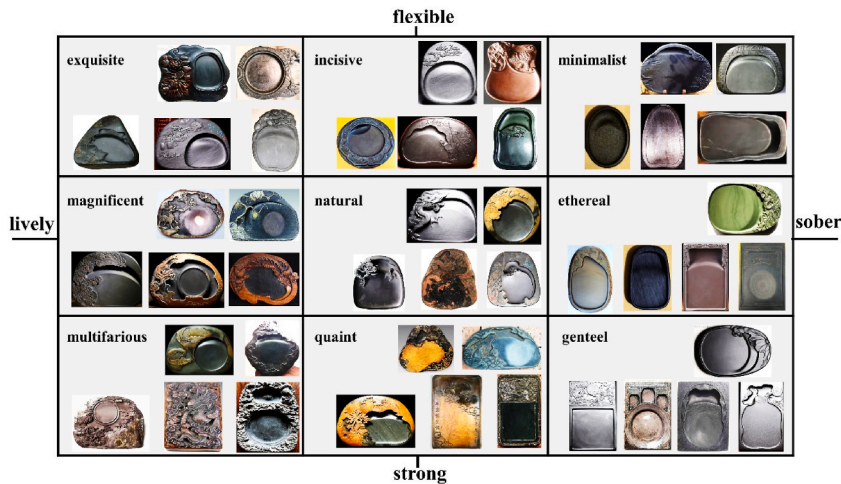 flexible
exquisite
incisive
minimalist
magnificent
natural
ethereal
lively
sober
multifarious
quaint
genteel
strong